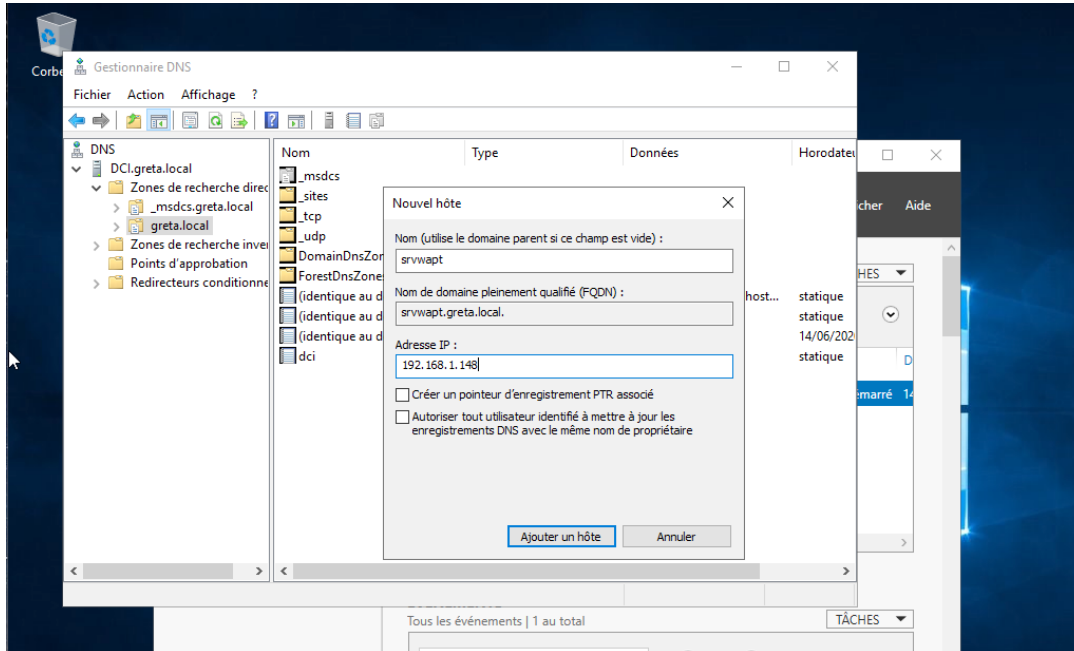 Corbe
Gestionnaire DNS
Fichier Action Affichage ?
DNS
DCI.greta.local
Zones de recherche direc
_msdcs.greta.local
greta.local
Zones de recherche inver
Points d'approbation
Redirecteurs conditionne
Nom Type Données Horodateu
_msdcs
_sites
_tcp
_udp
DomainDnsZor
ForestDnsZones
(identique au d host... statique
(identique au d statique
(identique au d 14/06/202
dci statique
Nouvel hôte
Nom (utilise le domaine parent si ce champ est vide) :
srvwapt
Nom de domaine pleinement qualifié (FQDN) :
srvwapt.greta.local.
Adresse IP :
192.168.1.148
Créer un pointeur d'enregistrement PTR associé
Autoriser tout utilisateur identifié à mettre à jour les
enregistrements DNS avec le même nom de propriétaire
Ajouter un hôte Annuler
icher Aide
HES
D
émarré 14
Tous les événements | 1 au total
TÂCHES